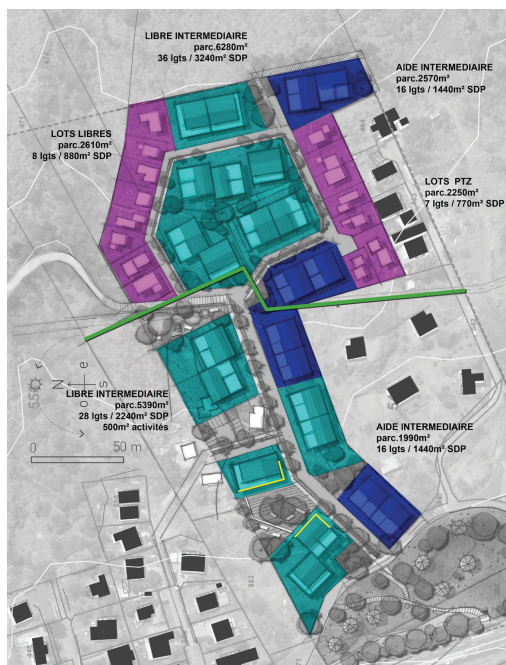 LIBRE INTERMEDIAIRE
parc.6280m²
36 lgts / 3240m² SDP
AIDE INTERMEDIAIRE
parc.2570m²
16 lgts / 1440m² SDP
LOTS LIBRES
parc.2610m²
8 lgts / 880m² SDP
LOTS PTZ
parc.2250m²
7 lgts / 770m² SDP
N
e
s
o
LIBRE INTERMEDIAIRE
parc.5390m²
28 lgts / 2240m² SDP
500m² activités
0 50 m
AIDE INTERMEDIAIRE
parc.1990m²
16 lgts / 1440m² SDP